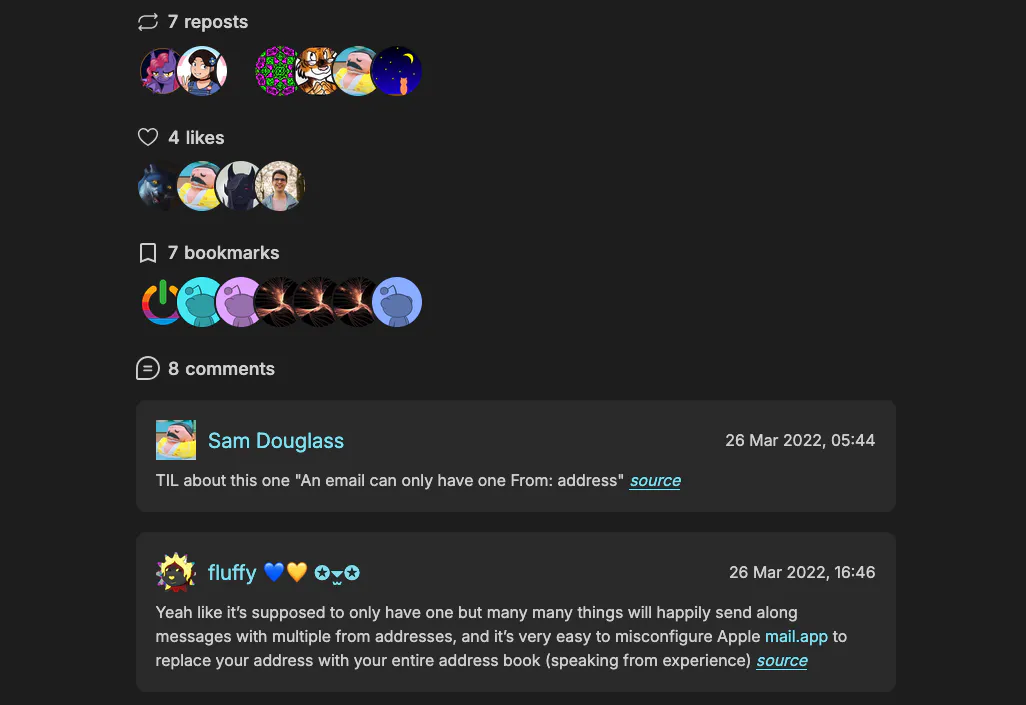 7 reposts
4 likes
7 bookmarks
8 comments
Sam Douglass
26 Mar 2022, 05:44
TIL about this one "An email can only have one From: address" source
fluffy 💙💛 ✪⏷̮✪
26 Mar 2022, 16:46
Yeah like it’s supposed to only have one but many many things will happily send along
messages with multiple from addresses, and it’s very easy to misconfigure Apple mail.app to
replace your address with your entire address book (speaking from experience) source